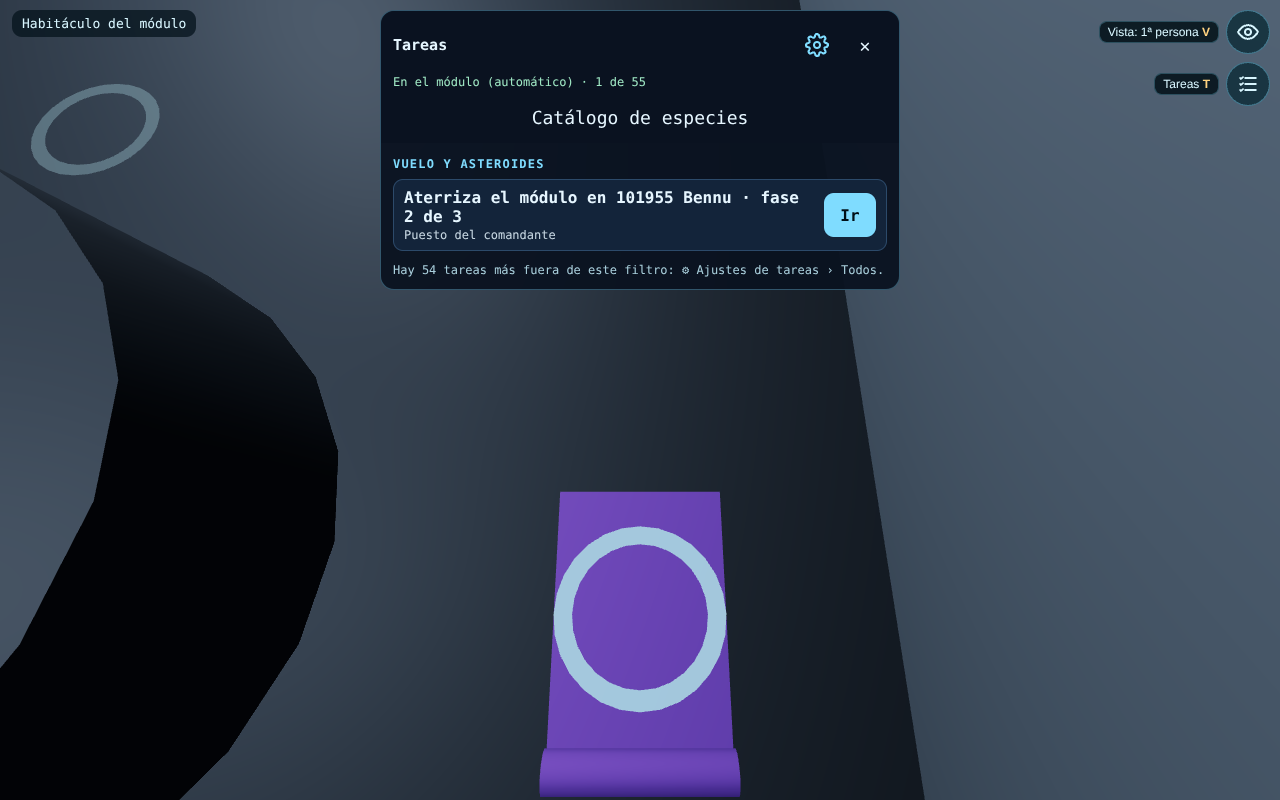 Habitáculo del módulo
Tareas
✕
En el módulo (automático) · 1 de 55
Catálogo de especies
VUELO Y ASTEROIDES
Aterriza el módulo en 101955 Bennu · fase
2 de 3
Puesto del comandante
Ir
Hay 54 tareas más fuera de este filtro: ⚙ Ajustes de tareas › Todos.
Vista: 1ª persona V
Tareas T